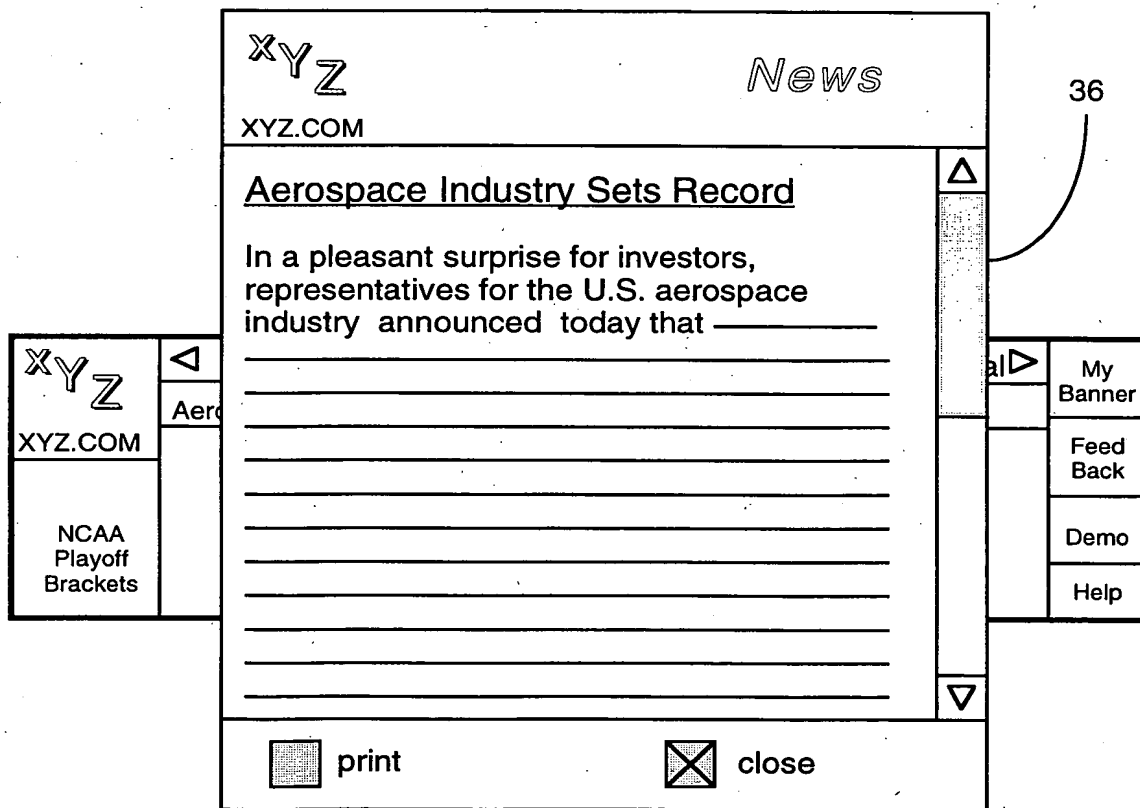 XYZ
News
XYZ.COM
36
Aerospace Industry Sets Record
In a pleasant surprise for investors,
representatives for the U.S. aerospace
industry announced today that
XYZ
XYZ.COM
NCAA
Playoff
Brackets
Aero
al
My
Banner
Feed
Back
Demo
Help
print
close